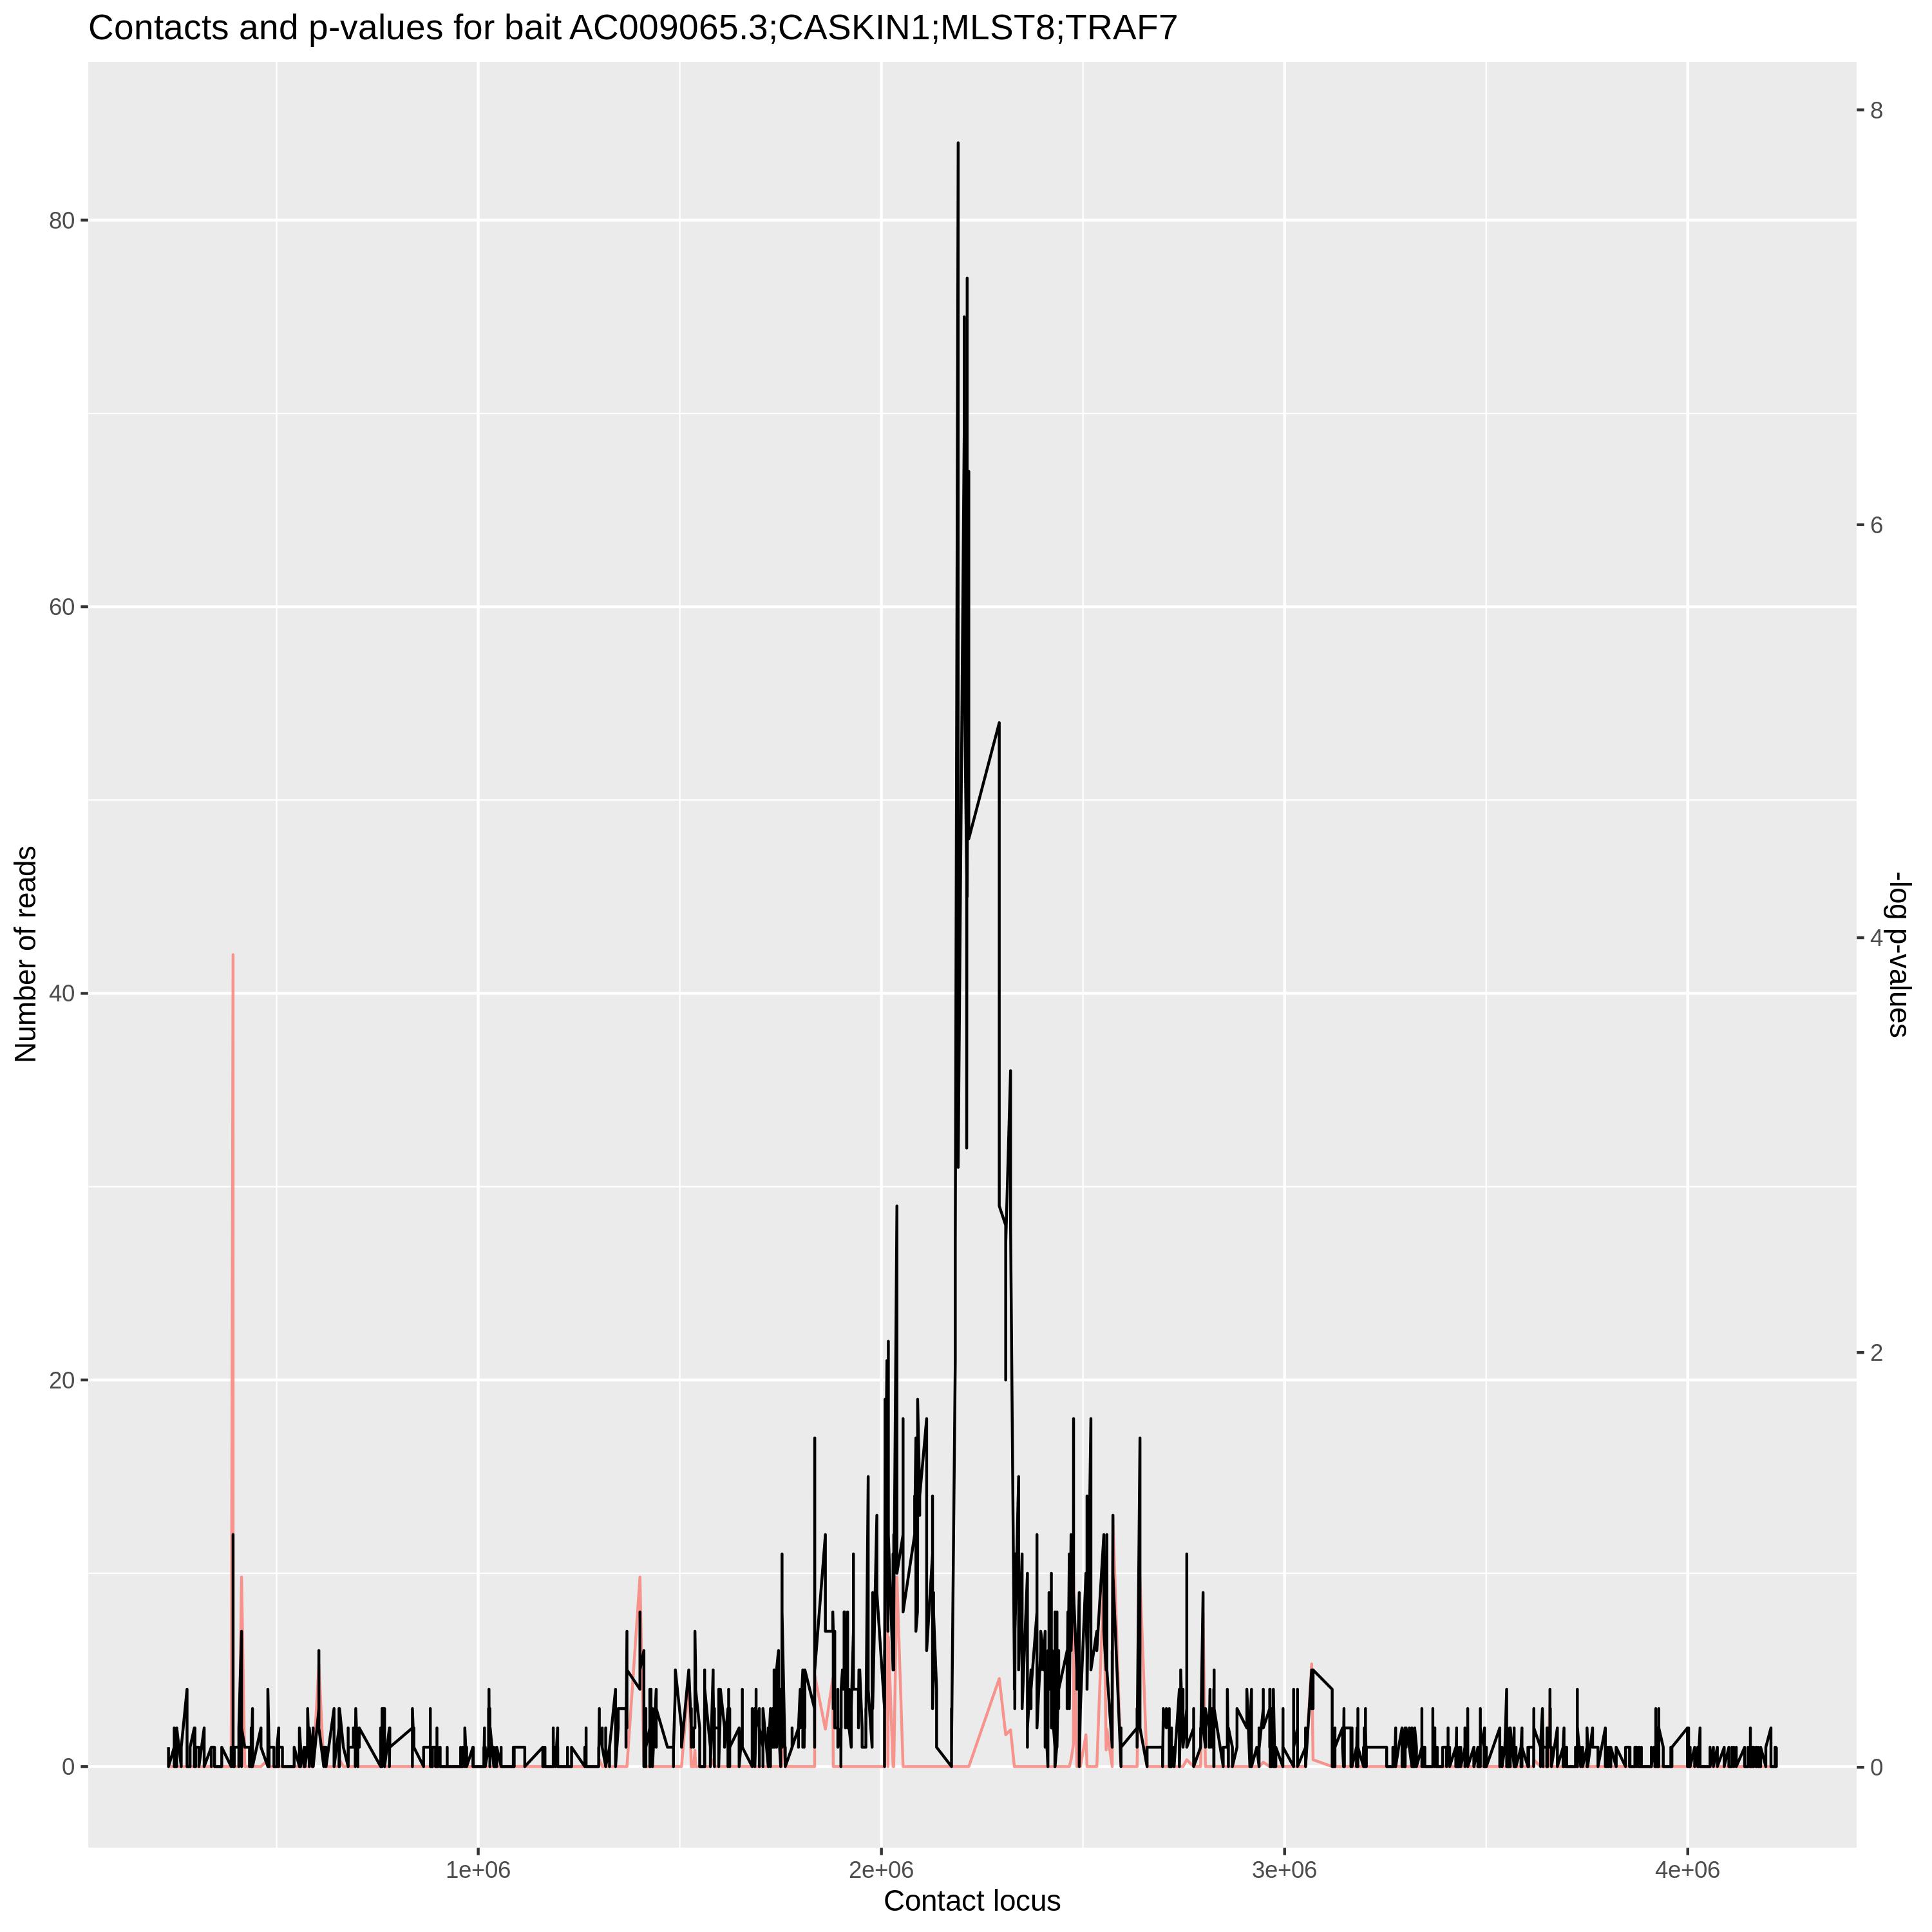 Contacts and p-values for bait AC009065.3;CASKIN1;MLST8;TRAF7
Number of reads
80
60
40
20
0
8
6
4
2
0
-log p-values
1e+06
2e+06
3e+06
4e+06
Contact locus